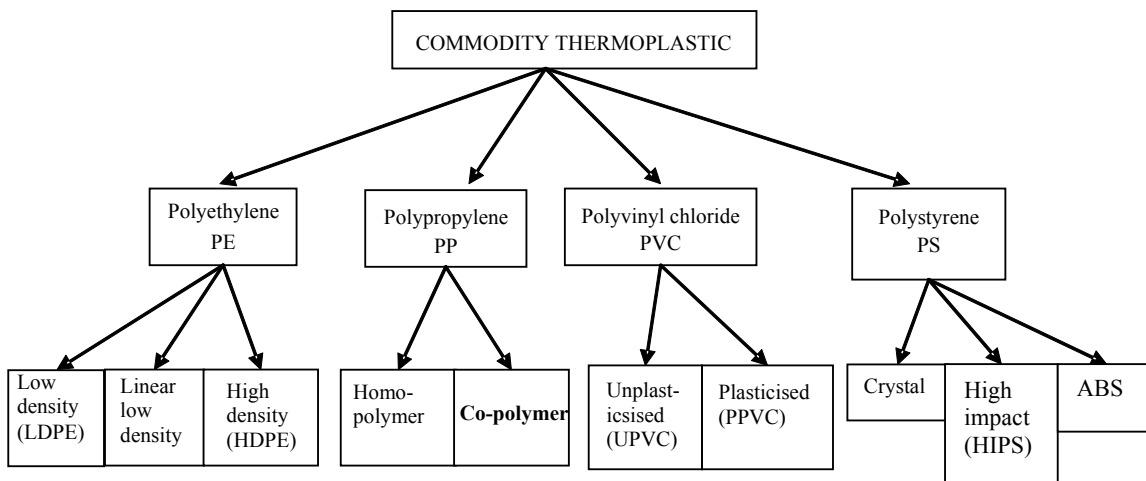 COMMODITY THERMOPLASTIC
Polyethylene
PE
Polypropylene
PP
Polyvinyl chloride
PVC
Polystyrene
PS
Low
density
(LDPE)
Linear
low
density
High
density
(HDPE)
Homo-
polymer
Co-polymer
Unplast-
icsised
(UPVC)
Plasticised
(PPVC)
Crystal
High
impact
(HIPS)
ABS